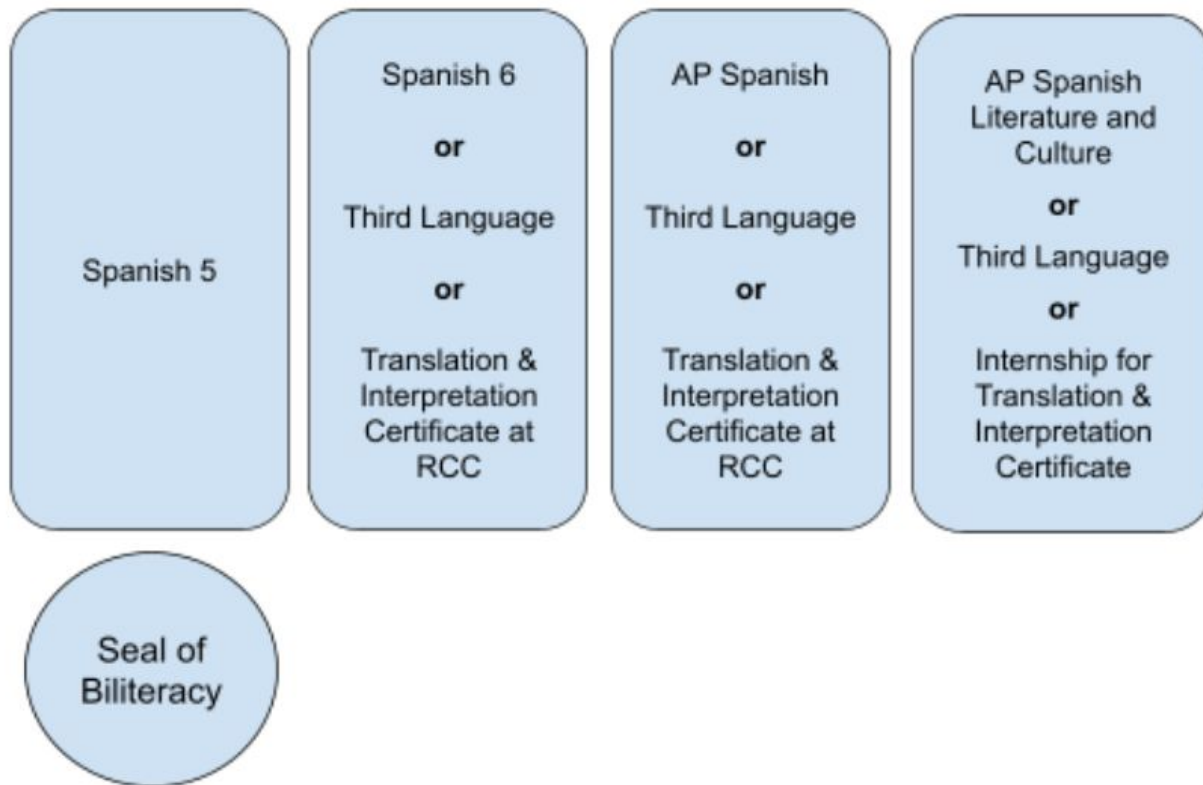 Spanish 5
Spanish 6
or
Third Language
or
Translation &
Interpretation
Certificate at
RCC
AP Spanish
or
Third Language
or
Translation &
Interpretation
Certificate at
RCC
AP Spanish
Literature and
Culture
or
Third Language
or
Internship for
Translation &
Interpretation
Certificate
Seal of
Biliteracy